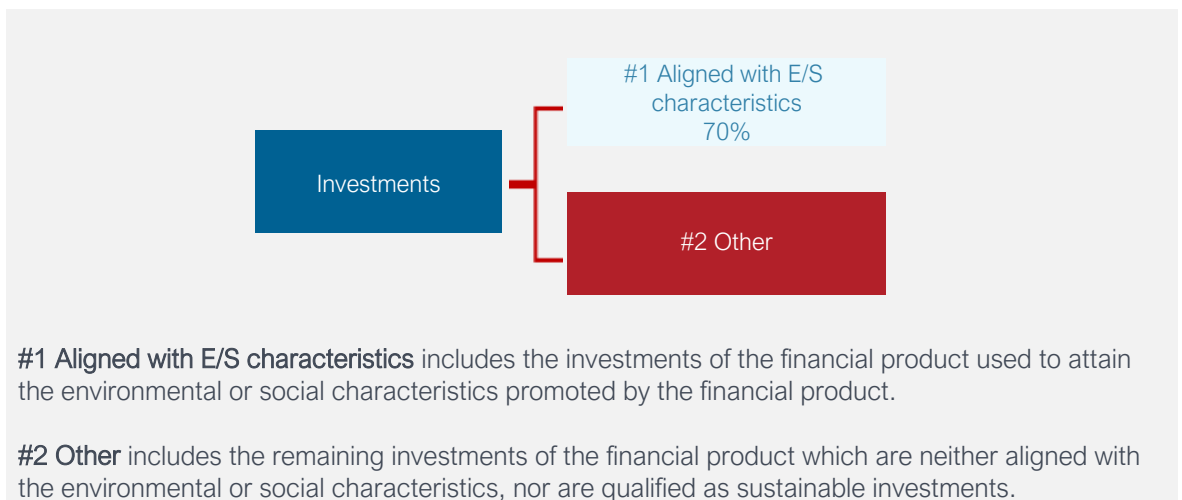 #1 Aligned with E/S
characteristics
70%
Investments
#2 Other
#1 Aligned with E/S characteristics includes the investments of the financial product used to attain
the environmental or social characteristics promoted by the financial product.
#2 Other includes the remaining investments of the financial product which are neither aligned with
the environmental or social characteristics, nor are qualified as sustainable investments.